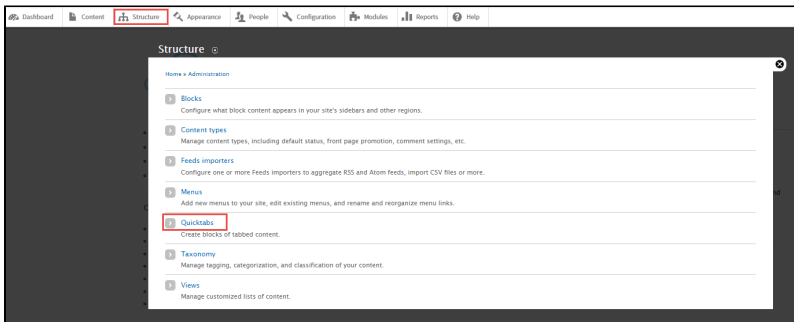 Dashboard Content Structure Appearance People Configuration Modules Reports Help
Structure
Home » Administration
Blocks
Configure what block content appears in your site's sidebars and other regions.
Content types
Manage content types, including default status, front page promotion, comment settings, etc.
Feeds importers
Configure one or more Feeds importers to aggregate RSS and Atom feeds, import CSV files or more.
Menus
Add new menus to your site, edit existing menus, and rename and reorganize menu links.
Quicktabs
Create blocks of tabbed content.
Taxonomy
Manage tagging, categorization, and classification of your content.
Views
Manage customized lists of content.